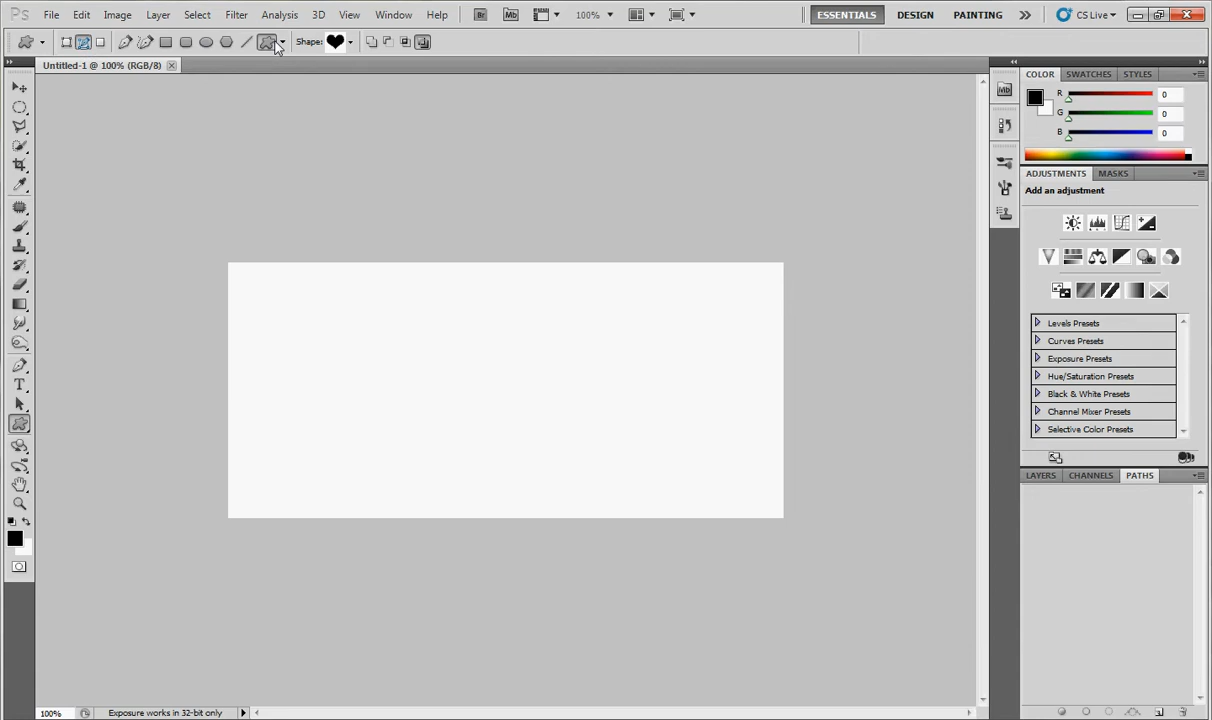 Ps File Edit Image Layer Select Filter Analysis 3D View Window Help Br Mb 100% ESSENTIALS DESIGN PAINTING CS Live
Shape:
Untitled-1 @ 100% (RGB/8)
Mb
COLOR SWATCHES STYLES
R 0
G 0
B 0
ADJUSTMENTS MASKS
Add an adjustment
Levels Presets
Curves Presets
Exposure Presets
Hue/Saturation Presets
Black & White Presets
Channel Mixer Presets
Selective Color Presets
T
LAYERS CHANNELS PATHS
100% Exposure works in 32-bit only